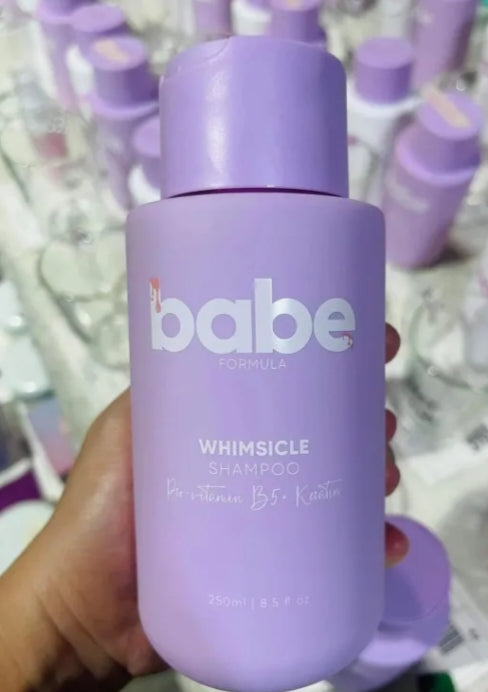 babe
FORMULA
WHIMSICLE
SHAMPOO
Pro-vitamin B5+ Keratin
250ml | 8.5 fl oz